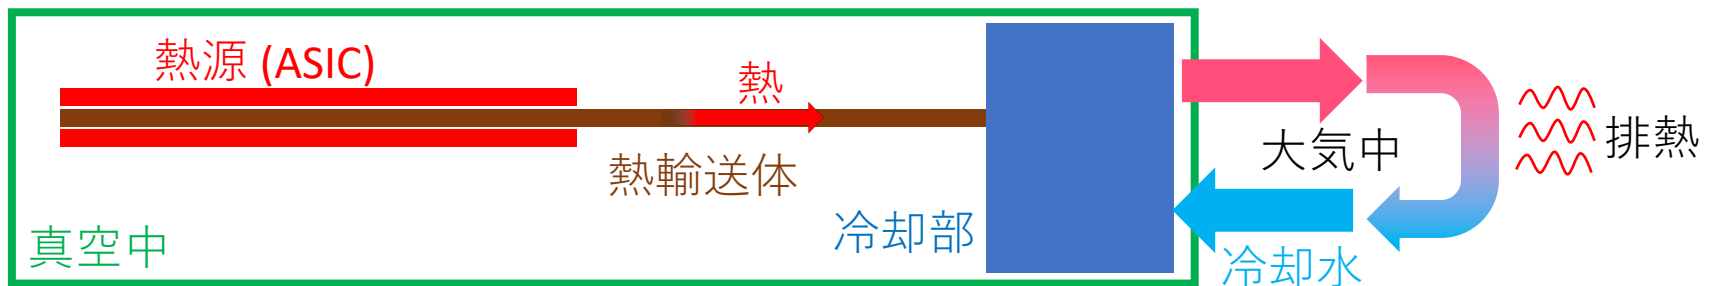 熱源 (ASIC)
熱
熱輸送体
真空中
冷却部
大気中
排熱
冷却水